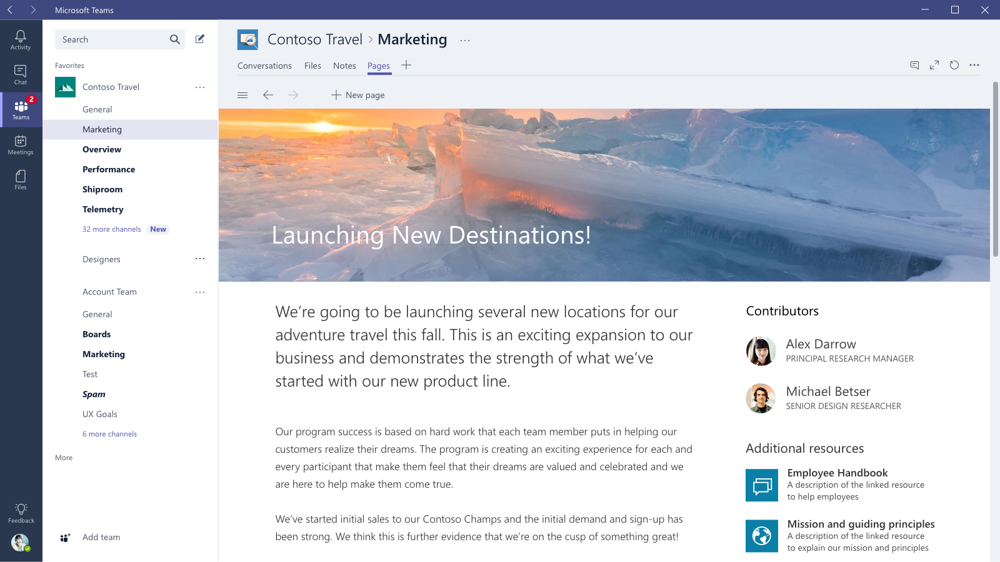 Microsoft Teams
Activity
Chat
2
Teams
Meetings
Files
Feedback
Search
Favorites
Contoso Travel
General
Marketing
Overview
Performance
Shiproom
Telemetry
32 more channels New
Designers
Account Team
General
Boards
Marketing
Test
Spam
UX Goals
6 more channels
More
Add team
Contoso Travel > Marketing
Conversations Files Notes Pages
New page
Launching New Destinations!
We’re going to be launching several new locations for our
adventure travel this fall. This is an exciting expansion to our
business and demonstrates the strength of what we’ve
started with our new product line.
Our program success is based on hard work that each team member puts in helping our
customers realize their dreams. The program is creating an exciting experience for each and
every participant that make them feel that their dreams are valued and celebrated and we
are here to help make them come true.
We’ve started initial sales to our Contoso Champs and the initial demand and sign-up has
been strong. We think this is further evidence that we’re on the cusp of something great!
Contributors
Alex Darrow
PRINCIPAL RESEARCH MANAGER
Michael Betser
SENIOR DESIGN RESEARCHER
Additional resources
Employee Handbook
A description of the linked resource
to help employees
Mission and guiding principles
A description of the linked resource
to explain our mission and principles